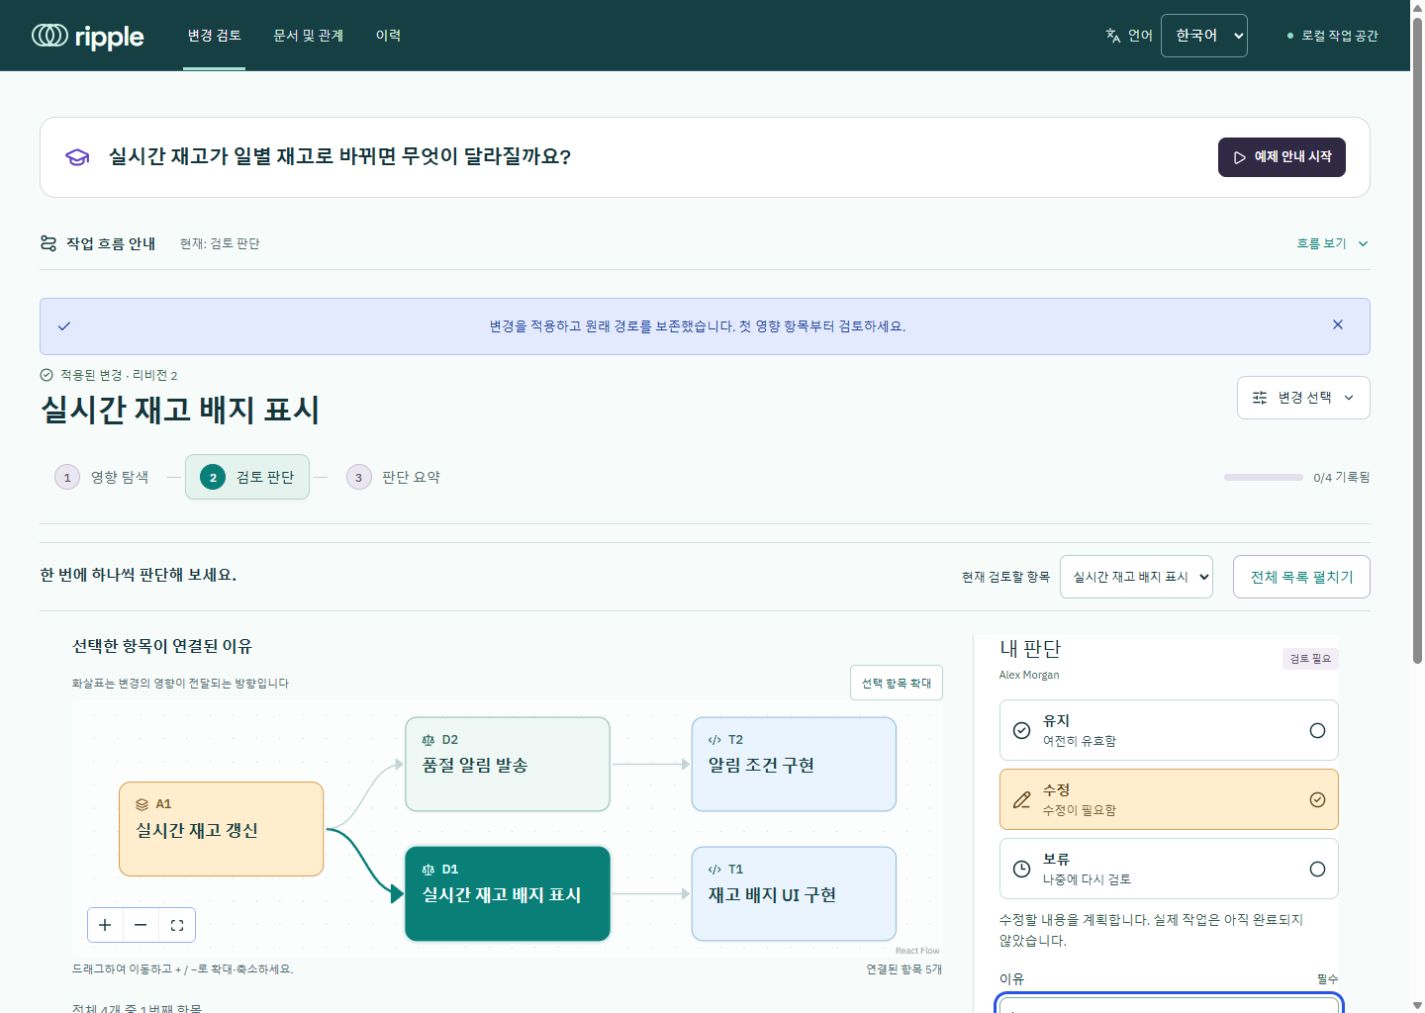 ripple
변경 검토
문서 및 관계
이력
언어
한국어
로컬 작업 공간
실시간 재고가 일별 재고로 바뀌면 무엇이 달라질까요?
예제 안내 시작
작업 흐름 안내
현재: 검토 판단
흐름 보기
변경을 적용하고 원래 경로를 보존했습니다. 첫 영향 항목부터 검토하세요.
적용된 변경 · 리비전 2
실시간 재고 배지 표시
변경 선택
1 영향 탐색
2 검토 판단
3 판단 요약
0/4 기록됨
한 번에 하나씩 판단해 보세요.
현재 검토할 항목
실시간 재고 배지 표시
전체 목록 펼치기
선택한 항목이 연결된 이유
화살표는 변경의 영향이 전달되는 방향입니다
선택 항목 확대
A1
실시간 재고 갱신
D2
품절 알림 발송
T2
알림 조건 구현
D1
실시간 재고 배지 표시
T1
재고 배지 UI 구현
React Flow
드래그하여 이동하고 + / −로 확대·축소하세요.
연결된 항목 5개
전체 4개 중 1번째 항목
내 판단
검토 필요
Alex Morgan
유지
여전히 유효함
수정
수정이 필요함
보류
나중에 다시 검토
수정할 내용을 계획합니다. 실제 작업은 아직 완료되지
않았습니다.
이유
필수